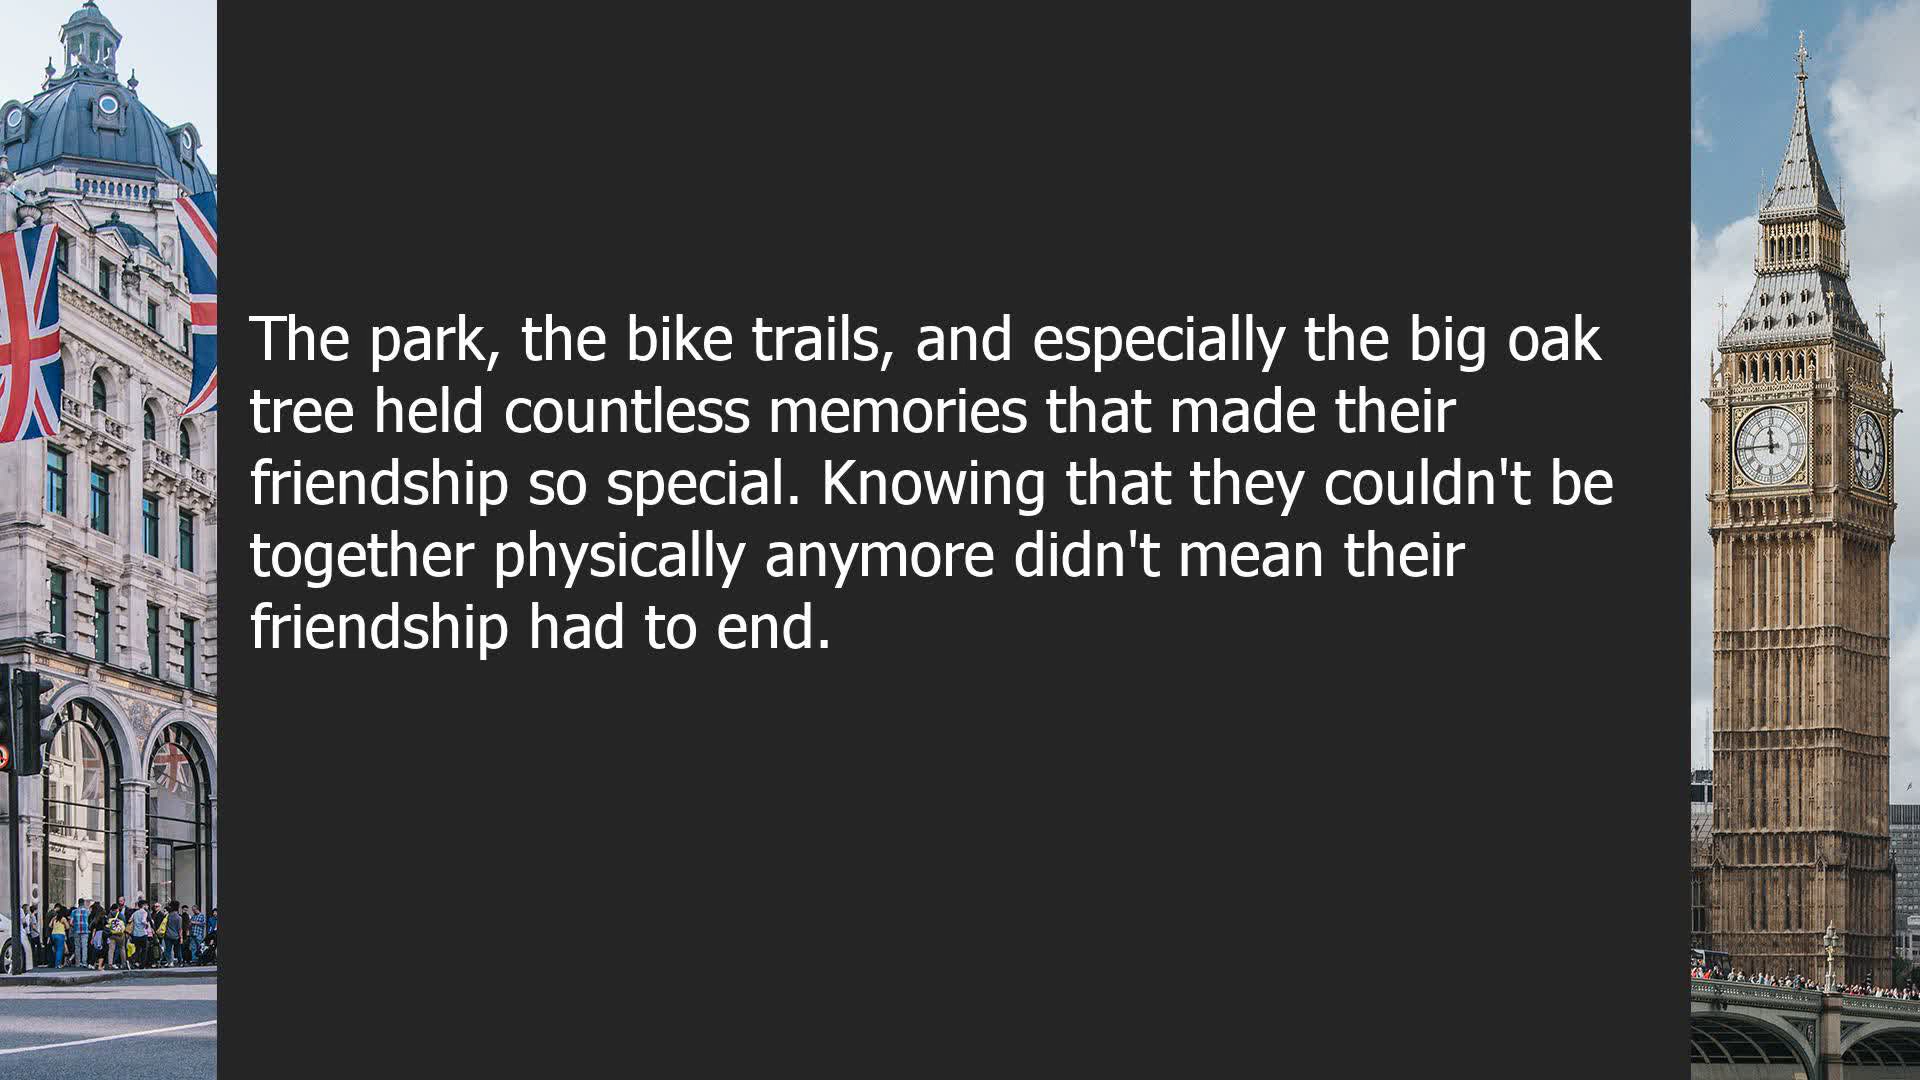 The park, the bike trails, and especially the big oak
tree held countless memories that made their
friendship so special. Knowing that they couldn't be
together physically anymore didn't mean their
friendship had to end.